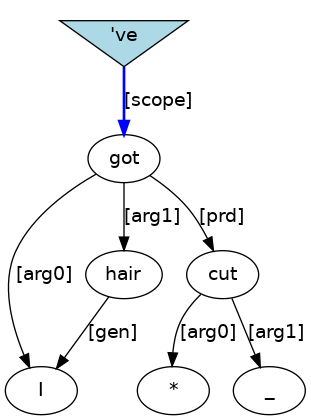 've
[scope]
got
[arg0] [arg1] [prd]
hair cut
[gen] [arg0] [arg1]
I * _